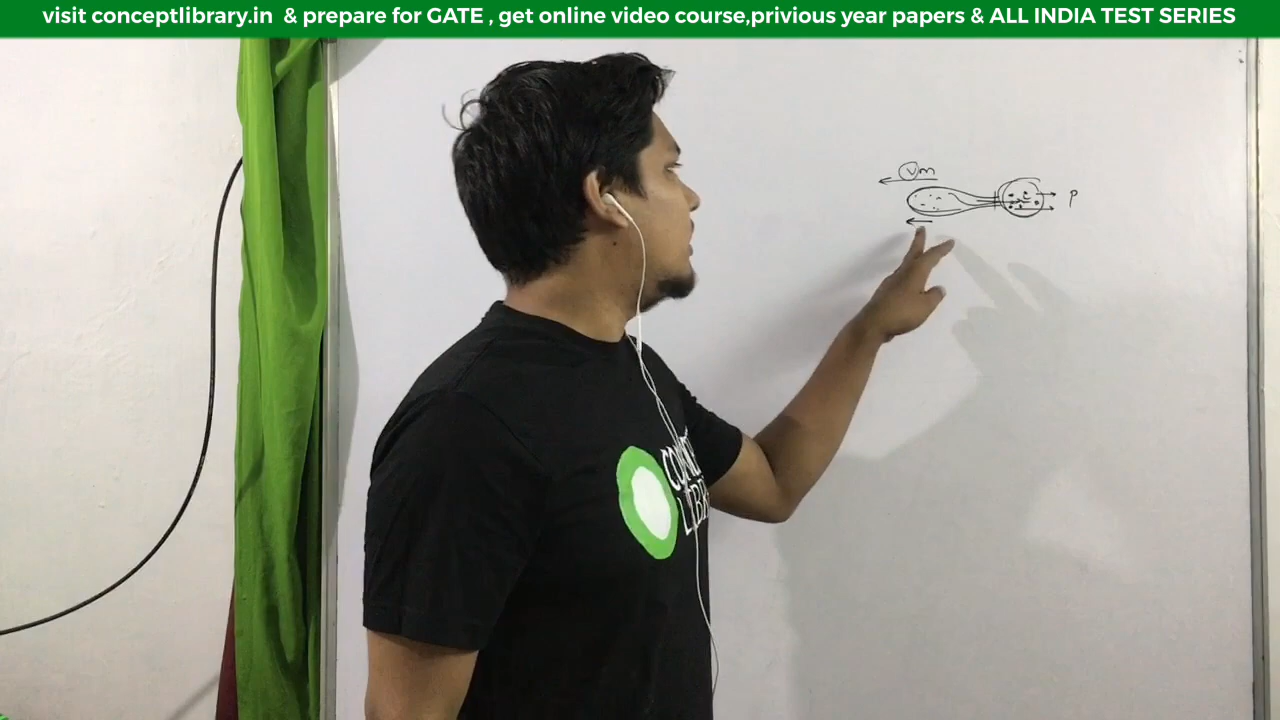 visit conceptlibrary.in & prepare for GATE , get online video course,privious year papers & ALL INDIA TEST SERIES
Vm
P